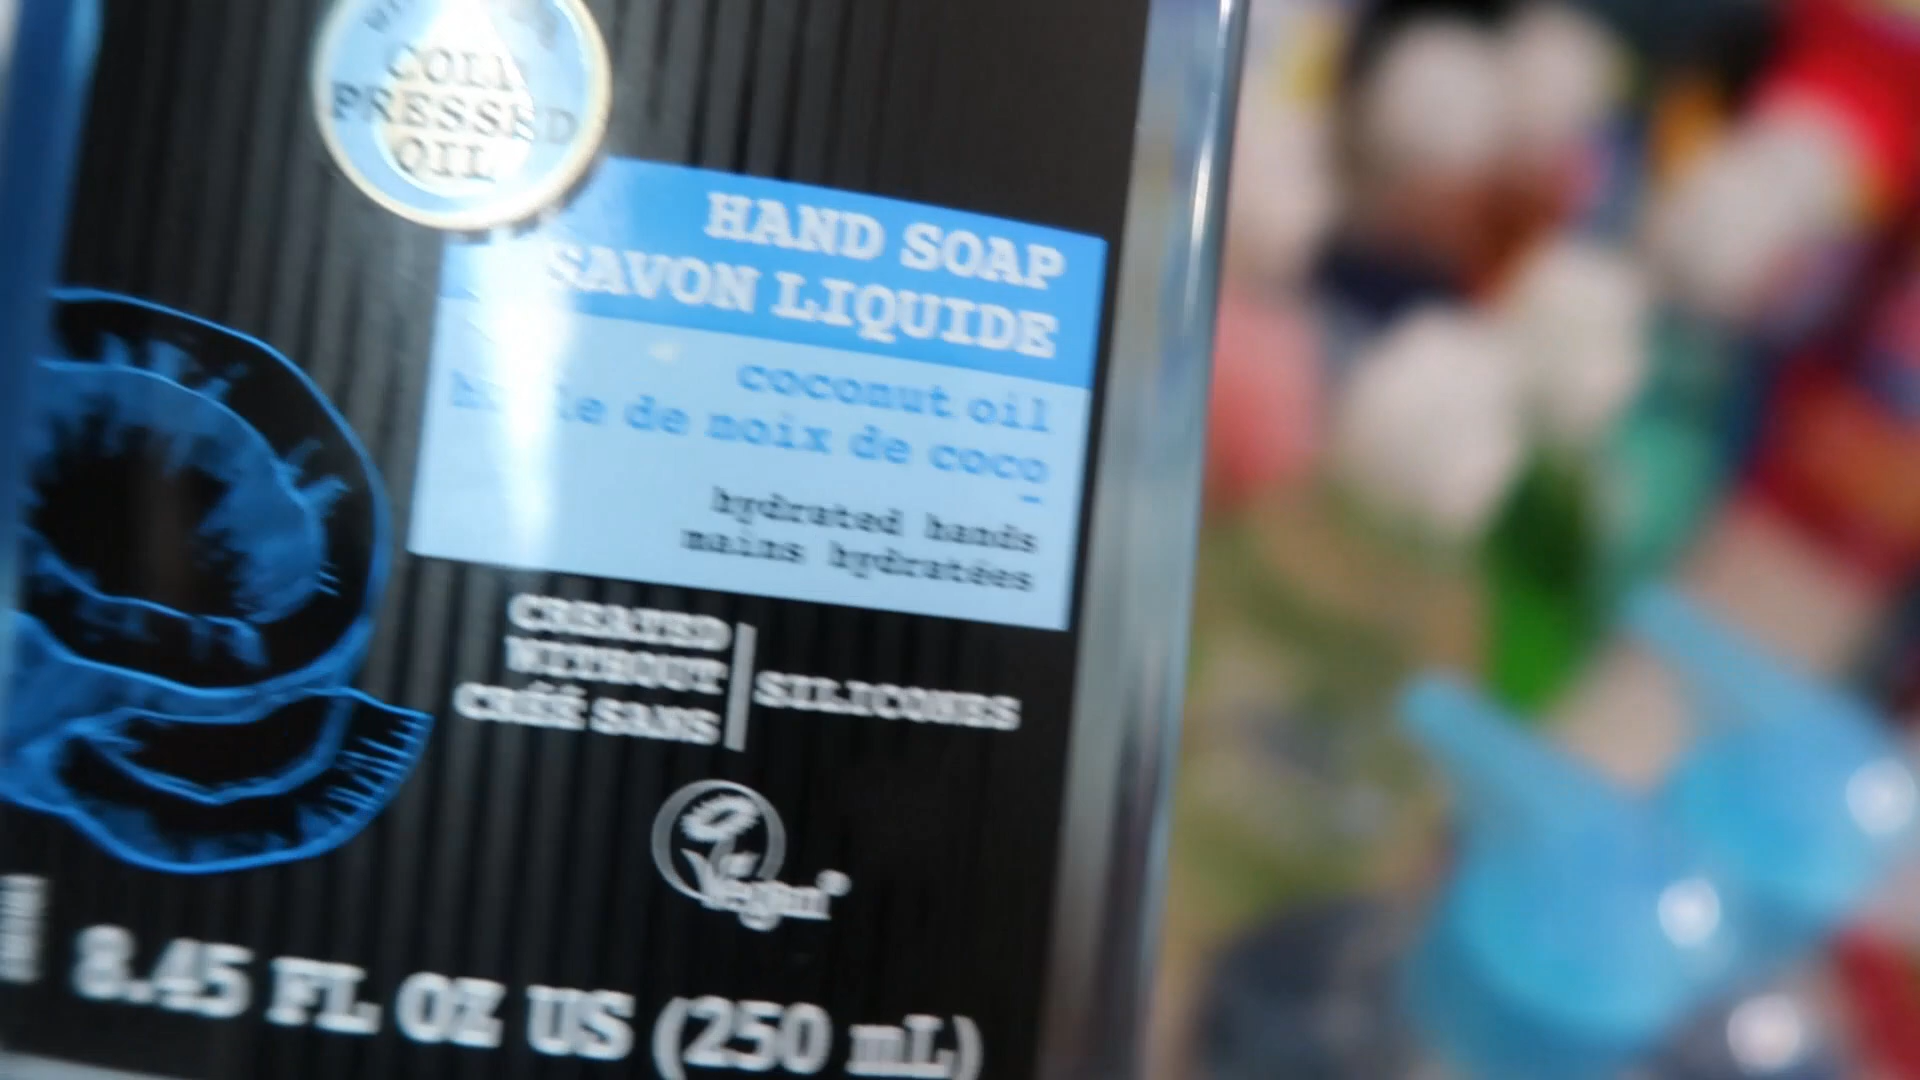 COLD
PRESSED
OIL
HAND SOAP
SAVON LIQUIDE
coconut oil
de noix de coco
hydrated hands
mains hydratées
CREATED
WITHOUT
CRÉÉ SANS
SILICONES
Vegan
8.45 FL OZ US (250 mL)